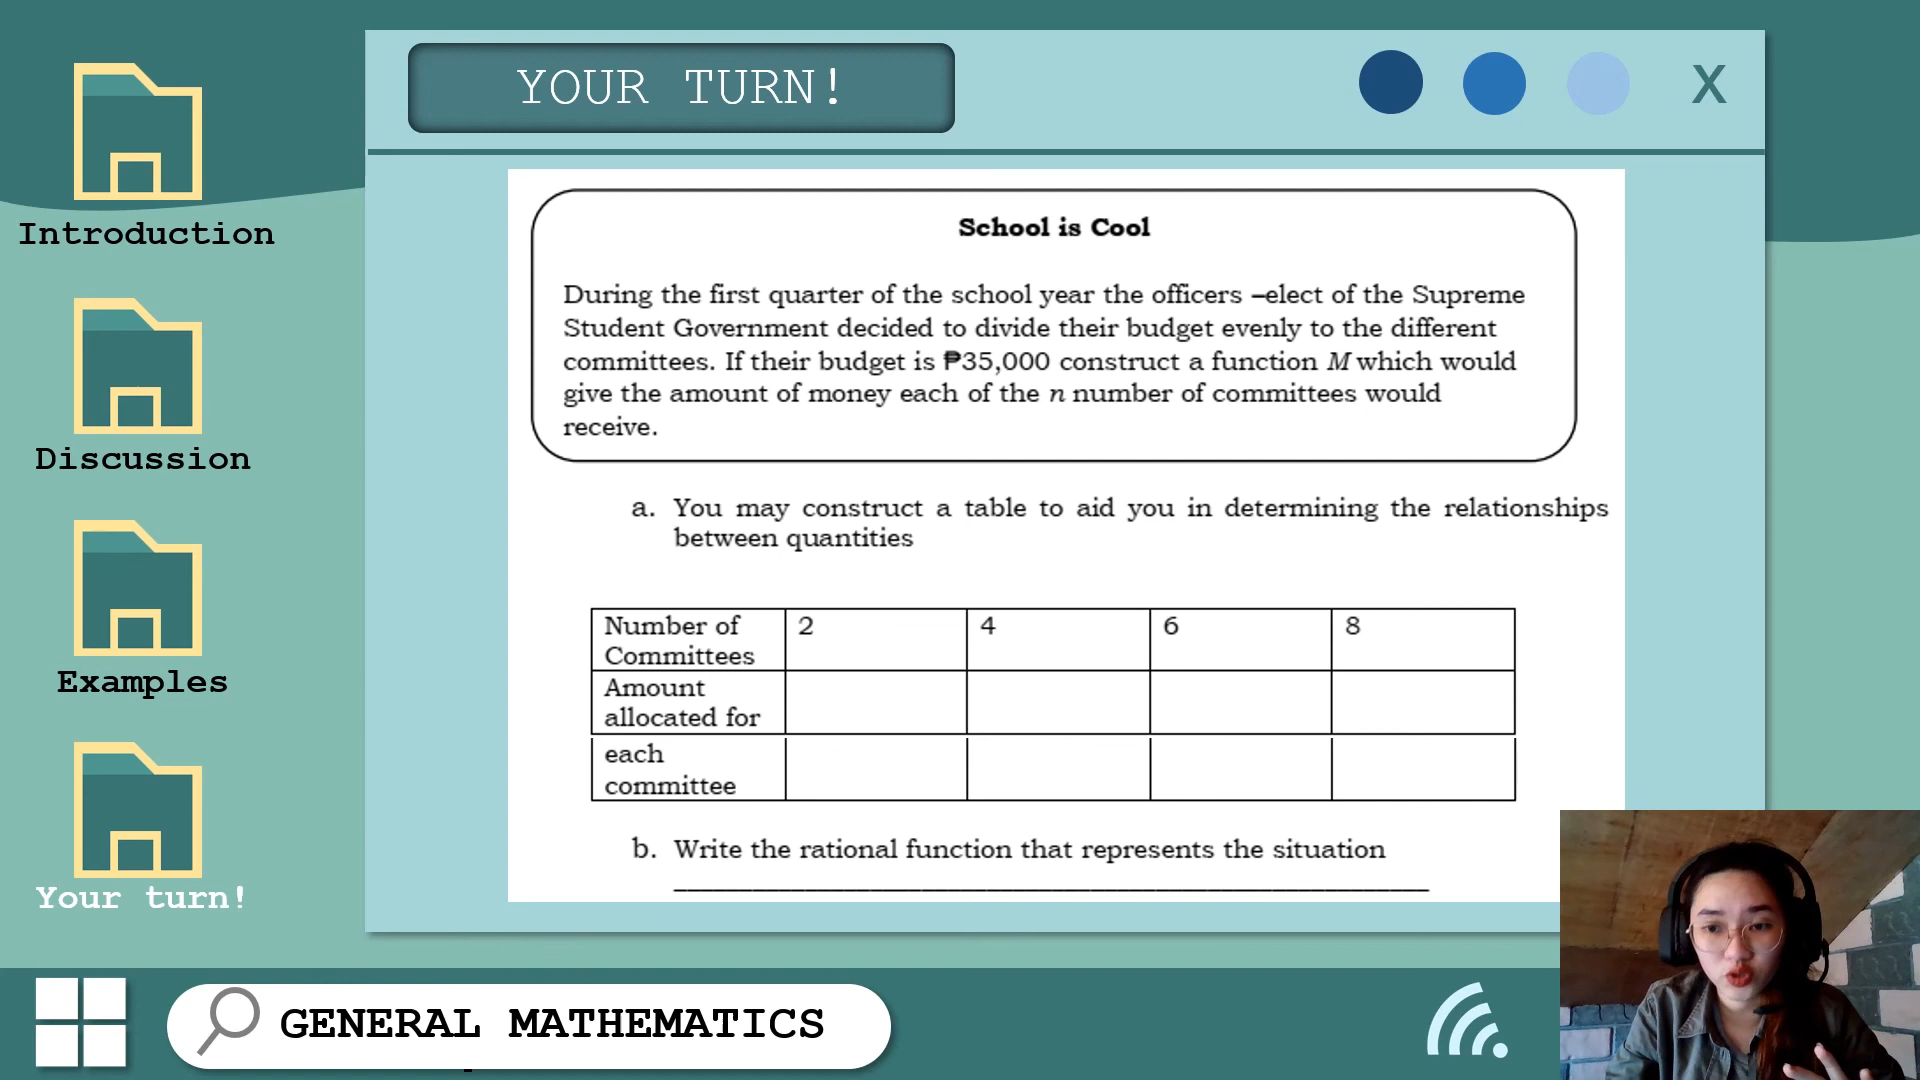 YOUR TURN!
X
Introduction
Discussion
Examples
Your turn!
School is Cool
During the first quarter of the school year the officers –elect of the Supreme
Student Government decided to divide their budget evenly to the different
committees. If their budget is ₱35,000 construct a function M which would
give the amount of money each of the n number of committees would
receive.
a. You may construct a table to aid you in determining the relationships
between quantities
Number of Committees 2 4 6 8
Amount allocated for
each committee
b. Write the rational function that represents the situation
GENERAL MATHEMATICS